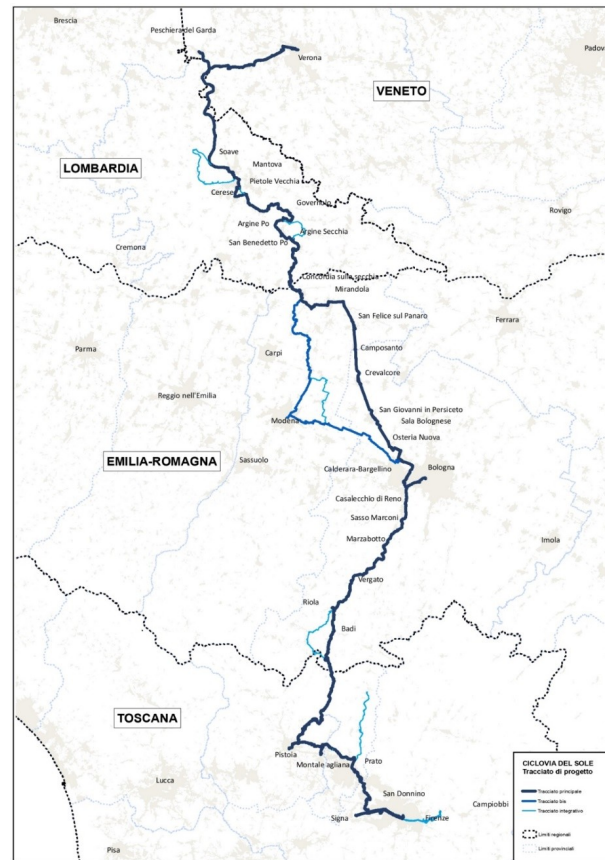 Brescia
Peschiera del Garda
Verona
Padov
VENETO
Soave
LOMBARDIA
Mantova
Pietole Vecchia
Cerese
Governolo
Rovigo
Argine Po
Argine Secchia
San Benedetto Po
Cremona
Concordia sulla secchia
Mirandola
San Felice sul Panaro
Ferrara
Parma
Carpi
Camposanto
Crevalcore
Reggio nell'Emilia
San Giovanni in Persiceto
Modena
Sala Bolognese
Osteria Nuova
EMILIA-ROMAGNA
Sassuolo
Calderara-Bargellino
Bologna
Casalecchio di Reno
Sasso Marconi
Marzabotto
Imola
Vergato
Riola
Badi
TOSCANA
Pistoia
Montale agliana
Prato
Lucca
San Donnino
Campiobbi
Signa
Firenze
Pisa
CICLOVIA DEL SOLE
Tracciato di progetto
Tracciato principale
Tracciato bis
Tracciato integrativo
Limiti regionali
Limiti provinciali